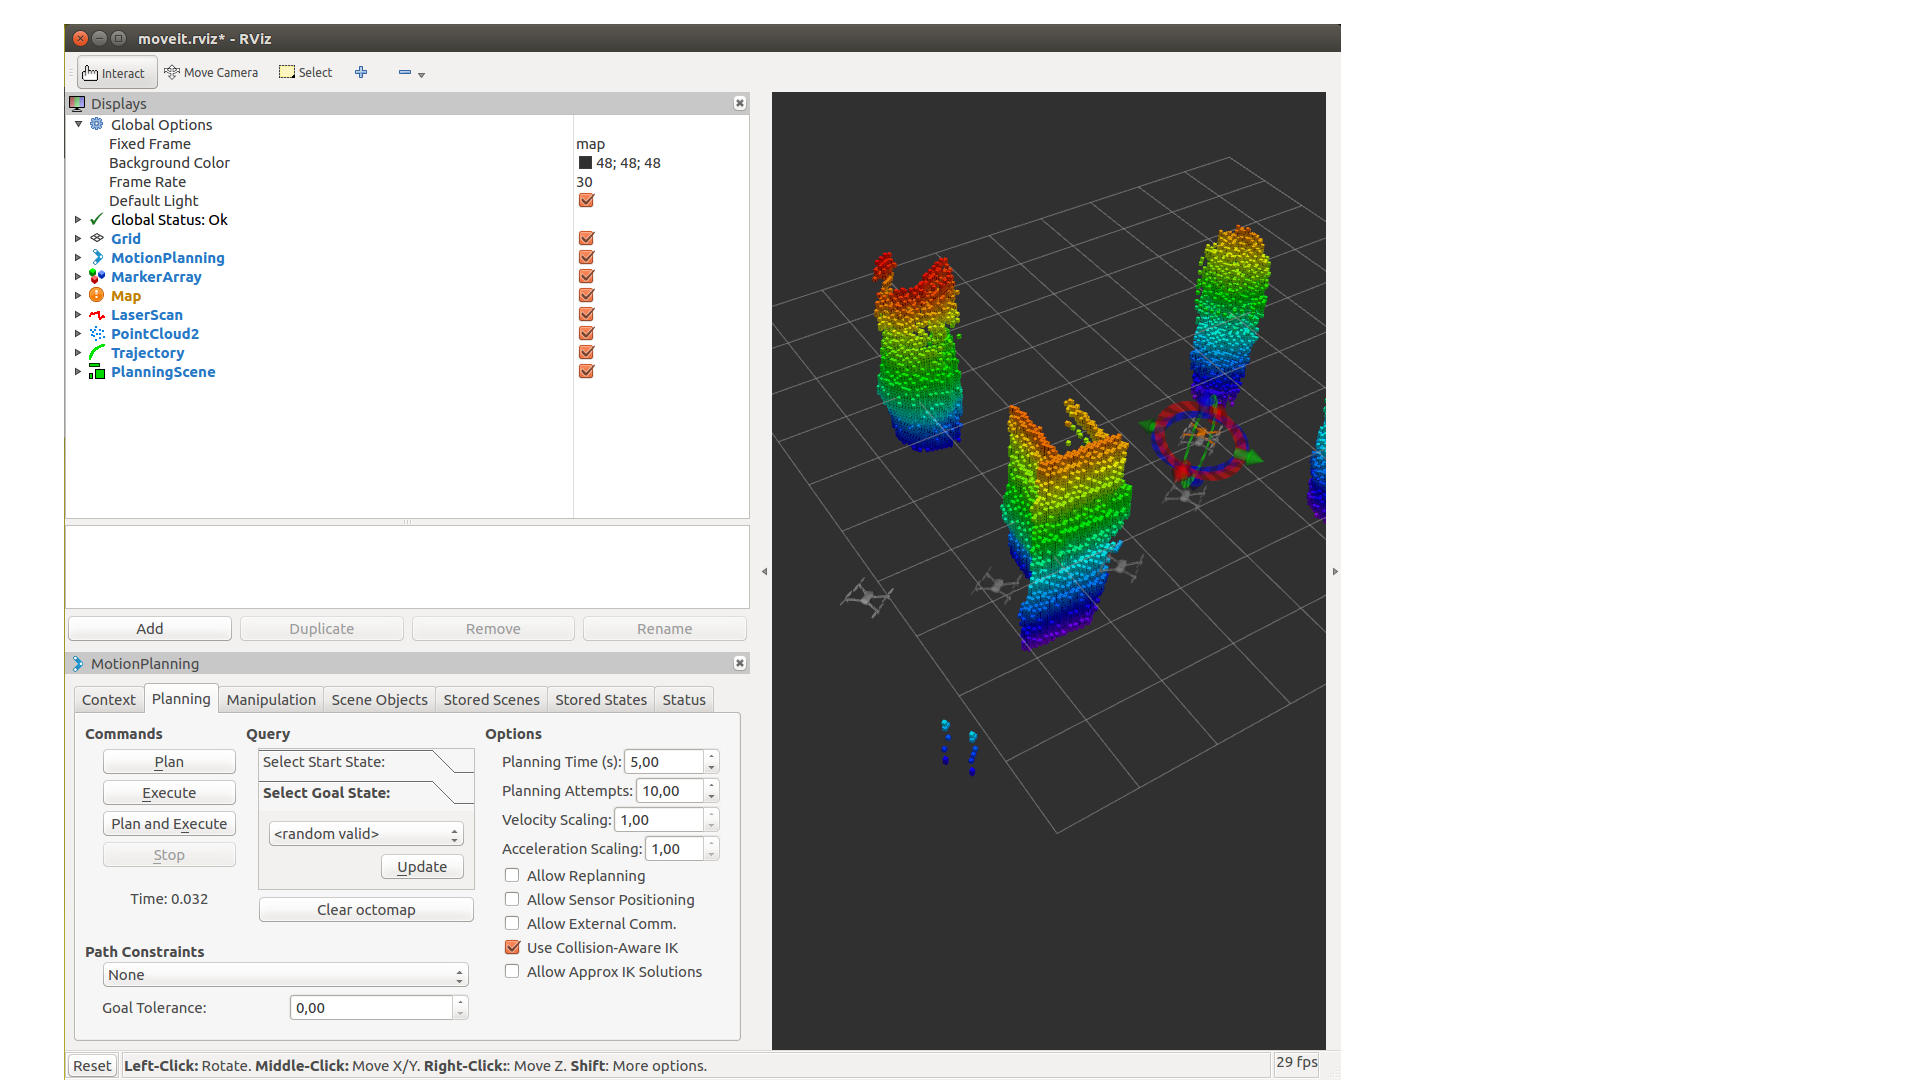 moveit.rviz* - RViz
Interact Move Camera Select
Displays
Global Options
Fixed Frame map
Background Color 48; 48; 48
Frame Rate 30
Default Light
Global Status: Ok
Grid
MotionPlanning
MarkerArray
Map
LaserScan
PointCloud2
Trajectory
PlanningScene
Add Duplicate Remove Rename
MotionPlanning
Context Planning Manipulation Scene Objects Stored Scenes Stored States Status
Commands Query Options
Plan Select Start State: Planning Time (s): 5,00
Execute Select Goal State: Planning Attempts: 10,00
Plan and Execute <random valid> Velocity Scaling: 1,00
Stop Update Acceleration Scaling: 1,00
Allow Replanning
Time: 0.032 Clear octomap Allow Sensor Positioning
Allow External Comm.
Path Constraints Use Collision-Aware IK
None Allow Approx IK Solutions
Goal Tolerance: 0,00
Reset Left-Click: Rotate. Middle-Click: Move X/Y. Right-Click:: Move Z. Shift: More options. 29 fps